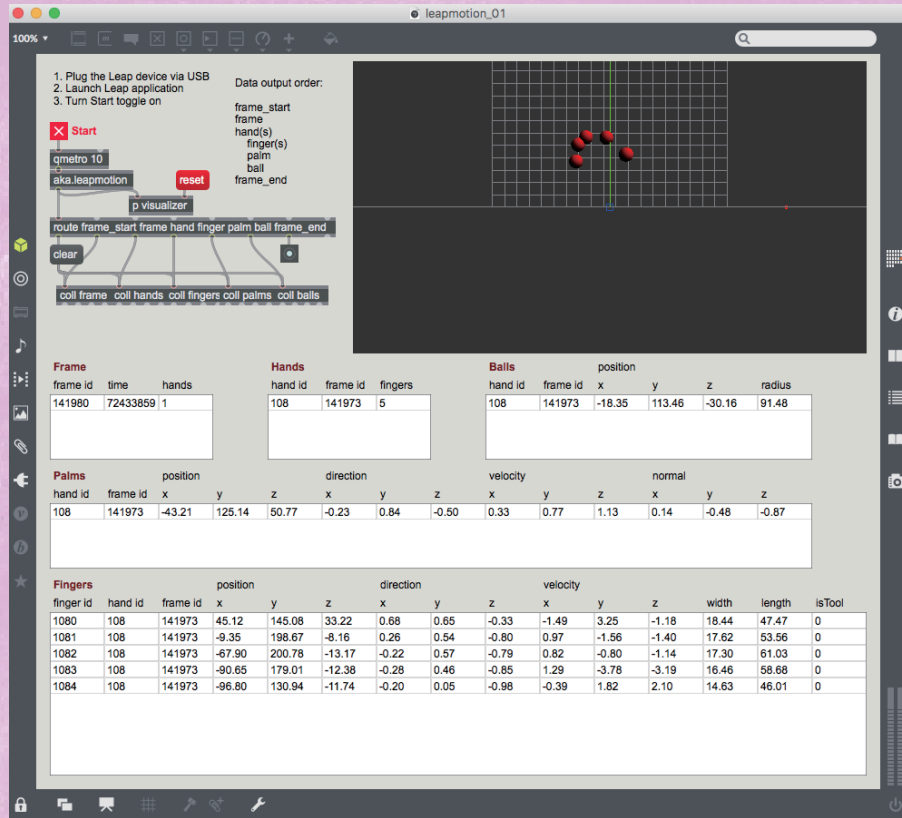 leapmotion_01
100%
1. Plug the Leap device via USB
2. Launch Leap application
3. Turn Start toggle on
Data output order:
frame_start
frame
hand(s)
finger(s)
palm
ball
frame_end
Start
qmetro 10
aka.leapmotion
reset
p visualizer
route frame_start frame hand finger palm ball frame_end
clear
coll frame coll hands coll fingers coll palms coll balls
Frame
frame id time hands
141980 72433859 1
Hands
hand id frame id fingers
108 141973 5
Balls position
hand id frame id x y z radius
108 141973 -18.35 113.46 -30.16 91.48
Palms position direction velocity normal
hand id frame id x y z x y z x y z x y z
108 141973 -43.21 125.14 50.77 -0.23 0.84 -0.50 0.33 0.77 1.13 0.14 -0.48 -0.87
Fingers position direction velocity
finger id hand id frame id x y z x y z x y z width length isTool
1080 108 141973 45.12 145.08 33.22 0.68 0.65 -0.33 -1.49 3.25 -1.18 18.44 47.47 0
1081 108 141973 -9.35 198.67 -8.16 0.26 0.54 -0.80 0.97 -1.56 -1.40 17.62 53.56 0
1082 108 141973 -67.90 200.78 -13.17 -0.22 0.57 -0.79 0.82 -0.80 -1.14 17.30 61.03 0
1083 108 141973 -90.65 179.01 -12.38 -0.28 0.46 -0.85 1.29 -3.78 -3.19 16.46 58.68 0
1084 108 141973 -96.80 130.94 -11.74 -0.20 0.05 -0.98 -0.39 1.82 2.10 14.63 46.01 0